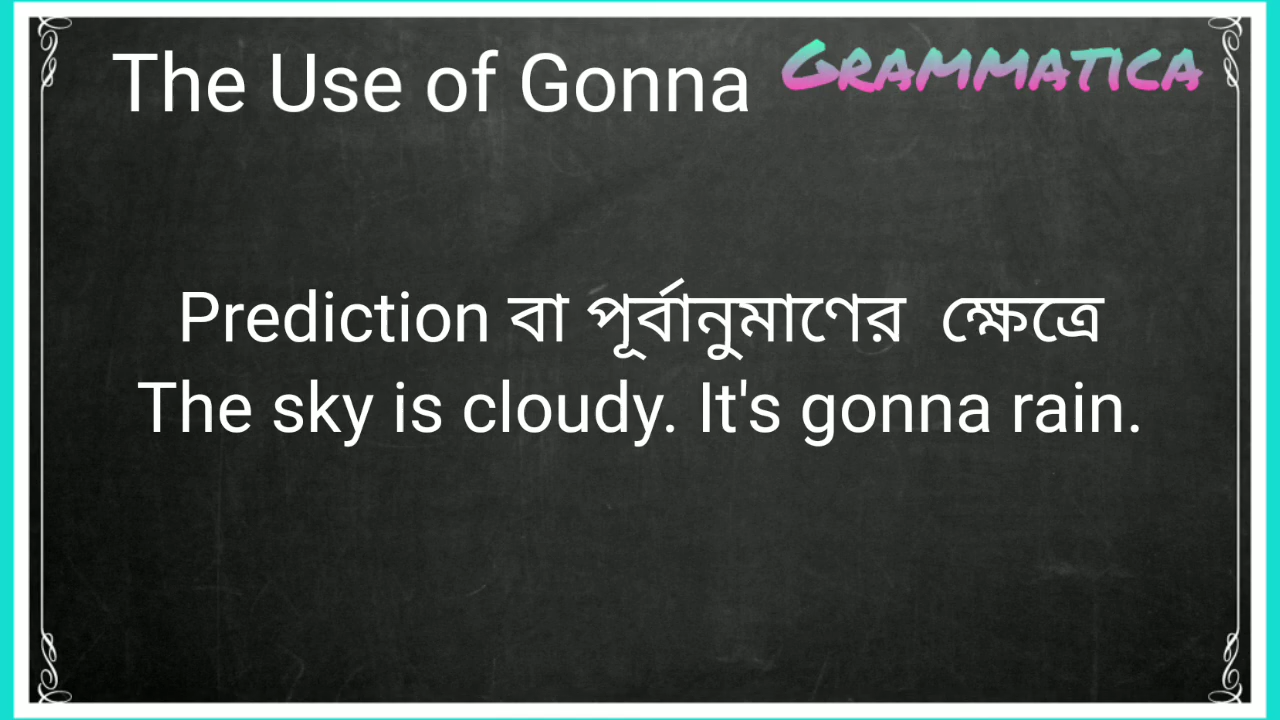 The Use of Gonna GRAMMATICA
Prediction বা পূর্বানুমাণের ক্ষেত্রে
The sky is cloudy. It's gonna rain.